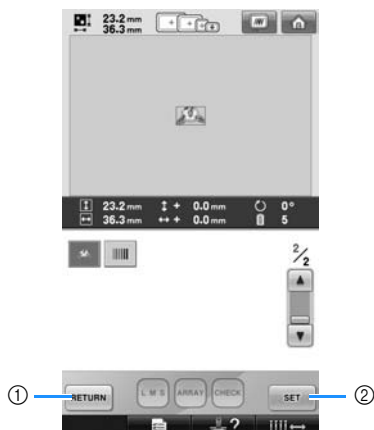 23.2 mm
36.3 mm
23.2 mm + 0.0 mm 0°
36.3 mm + 0.0 mm 5
2/2
① RETURN L M S ARRAY CHECK SET ②
?